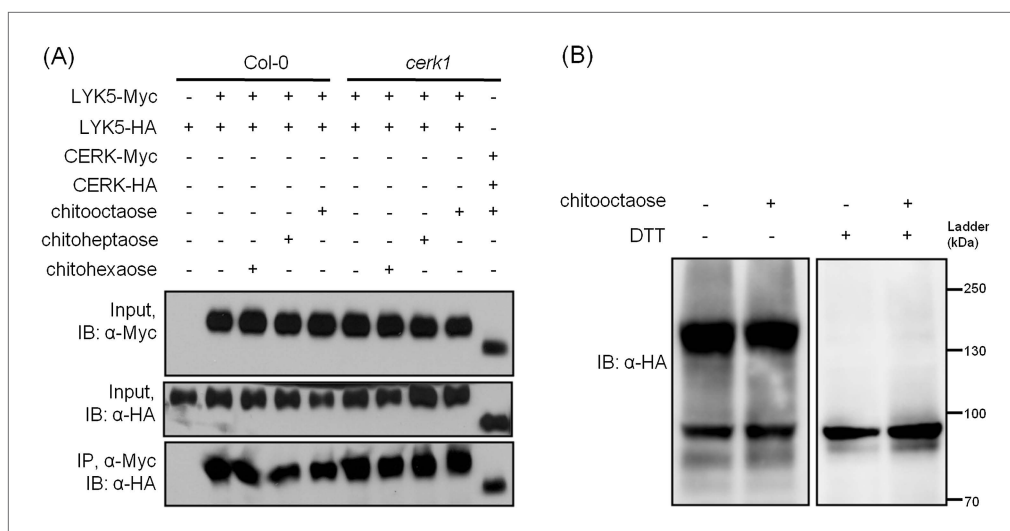 (A)
Col-0 cerk1
LYK5-Myc - + + + + + + + + -
LYK5-HA + + + + + + + + + -
CERK-Myc - - - - - - - - - +
CERK-HA - - - - - - - - - +
chitooctaose - - - - + - - - + +
chitoheptaose - - - + - - - + - -
chitohexaose - - + - - - + - - -
Input,
IB: α-Myc
Input,
IB: α-HA
IP, α-Myc
IB: α-HA
(B)
chitooctaose - + - +
DTT - - + +
Ladder
(kDa)
250
IB: α-HA
130
100
70